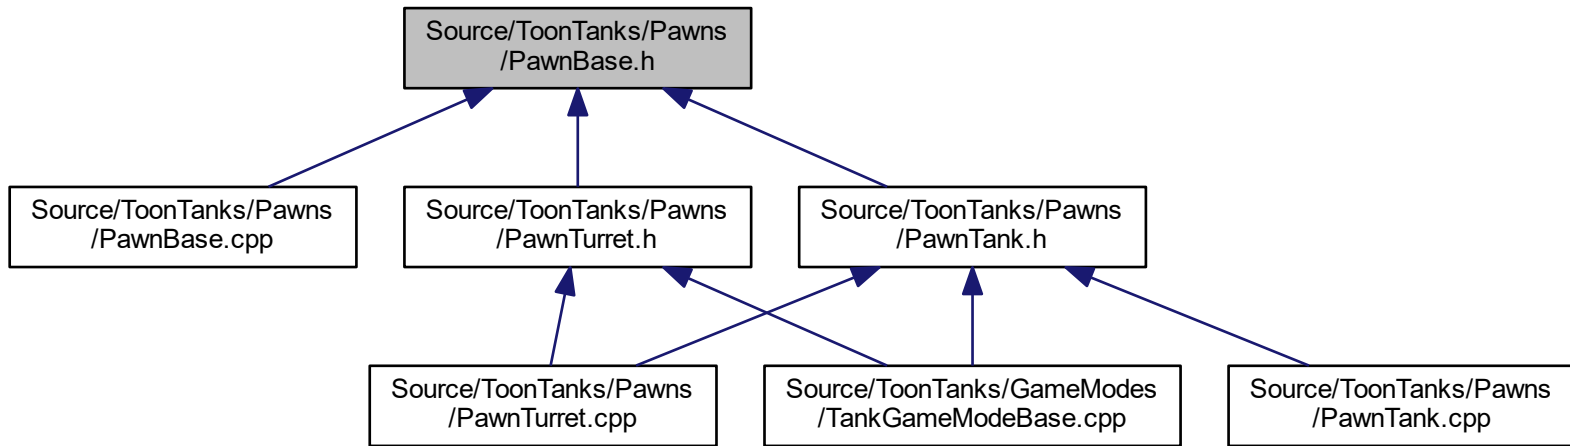 Source/ToonTanks/Pawns
/PawnBase.h
Source/ToonTanks/Pawns
/PawnBase.cpp
Source/ToonTanks/Pawns
/PawnTurret.h
Source/ToonTanks/Pawns
/PawnTank.h
Source/ToonTanks/Pawns
/PawnTurret.cpp
Source/ToonTanks/GameModes
/TankGameModeBase.cpp
Source/ToonTanks/Pawns
/PawnTank.cpp